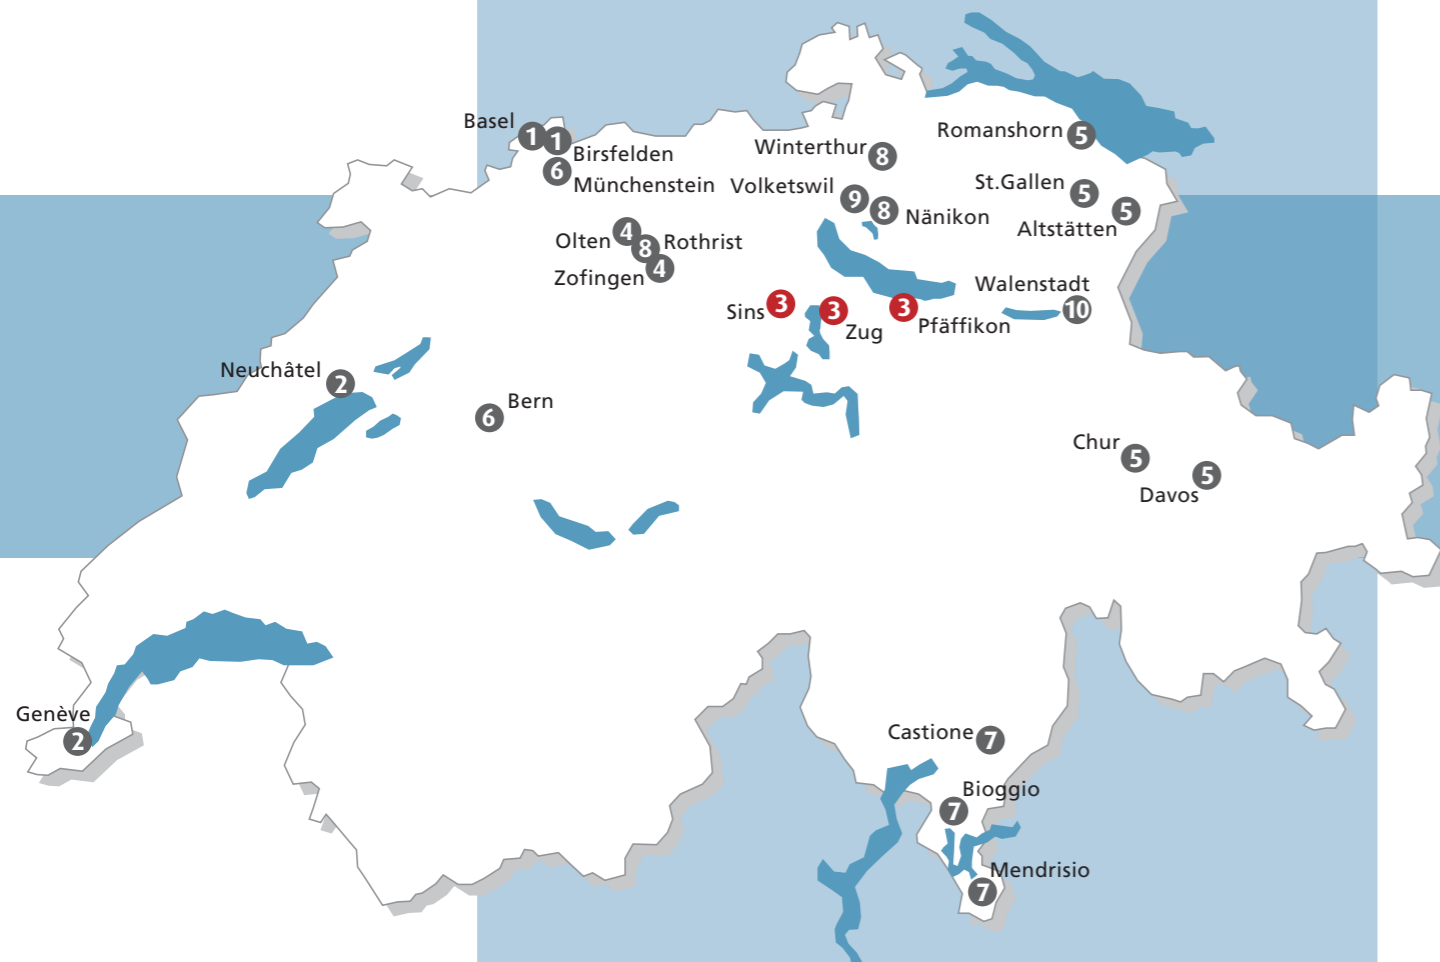 Basel
1
1
Birsfelden
6
Münchenstein
Romanshorn 5
Winterthur 8
Volketswil 9
8 Nänikon
St.Gallen 5
5
Altstätten
Olten 4
8 Rothrist
Zofingen 4
Walenstadt
10
Sins 3
3
Zug
3
Pfäffikon
Neuchâtel 2
Bern
6
Chur
5
5
Davos
Genève
2
Castione 7
Bioggio
7
Mendrisio
7